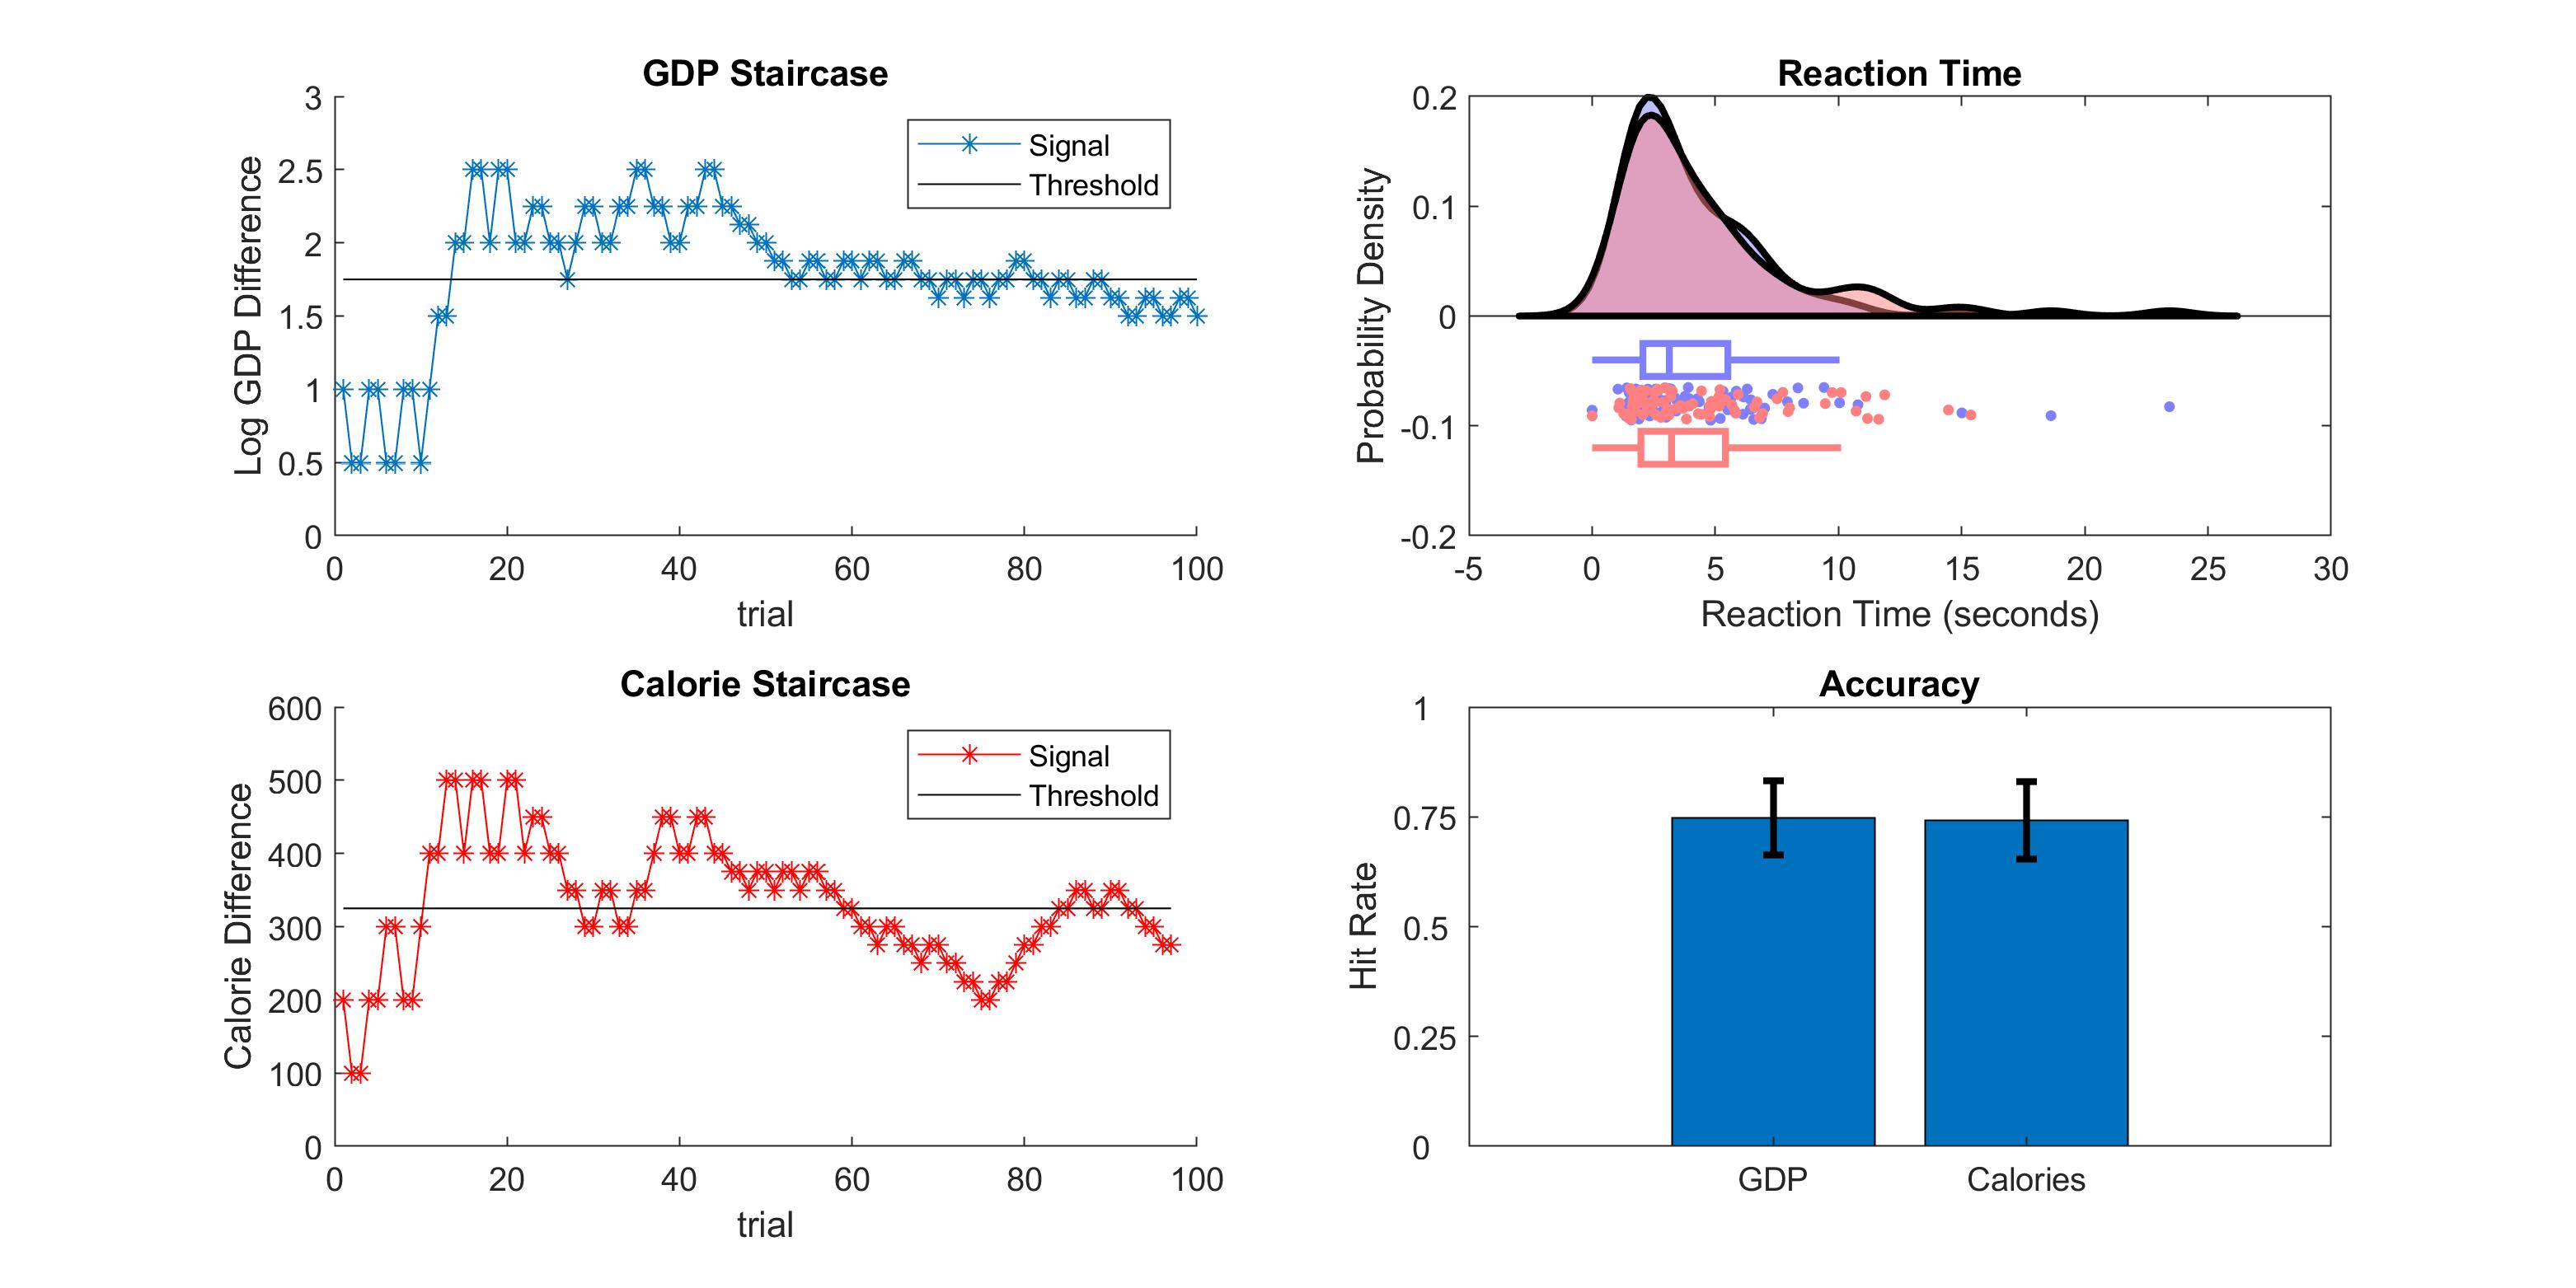 GDP Staircase
3
2.5
2
1.5
1
0.5
0
Log GDP Difference
Signal
Threshold
0 20 40 60 80 100
trial
Reaction Time
0.2
0.1
0
-0.1
-0.2
Probability Density
-5 0 5 10 15 20 25 30
Reaction Time (seconds)
Calorie Staircase
600
500
400
300
200
100
0
Calorie Difference
Signal
Threshold
0 20 40 60 80 100
trial
Accuracy
1
0.75
0.5
0.25
0
Hit Rate
GDP Calories